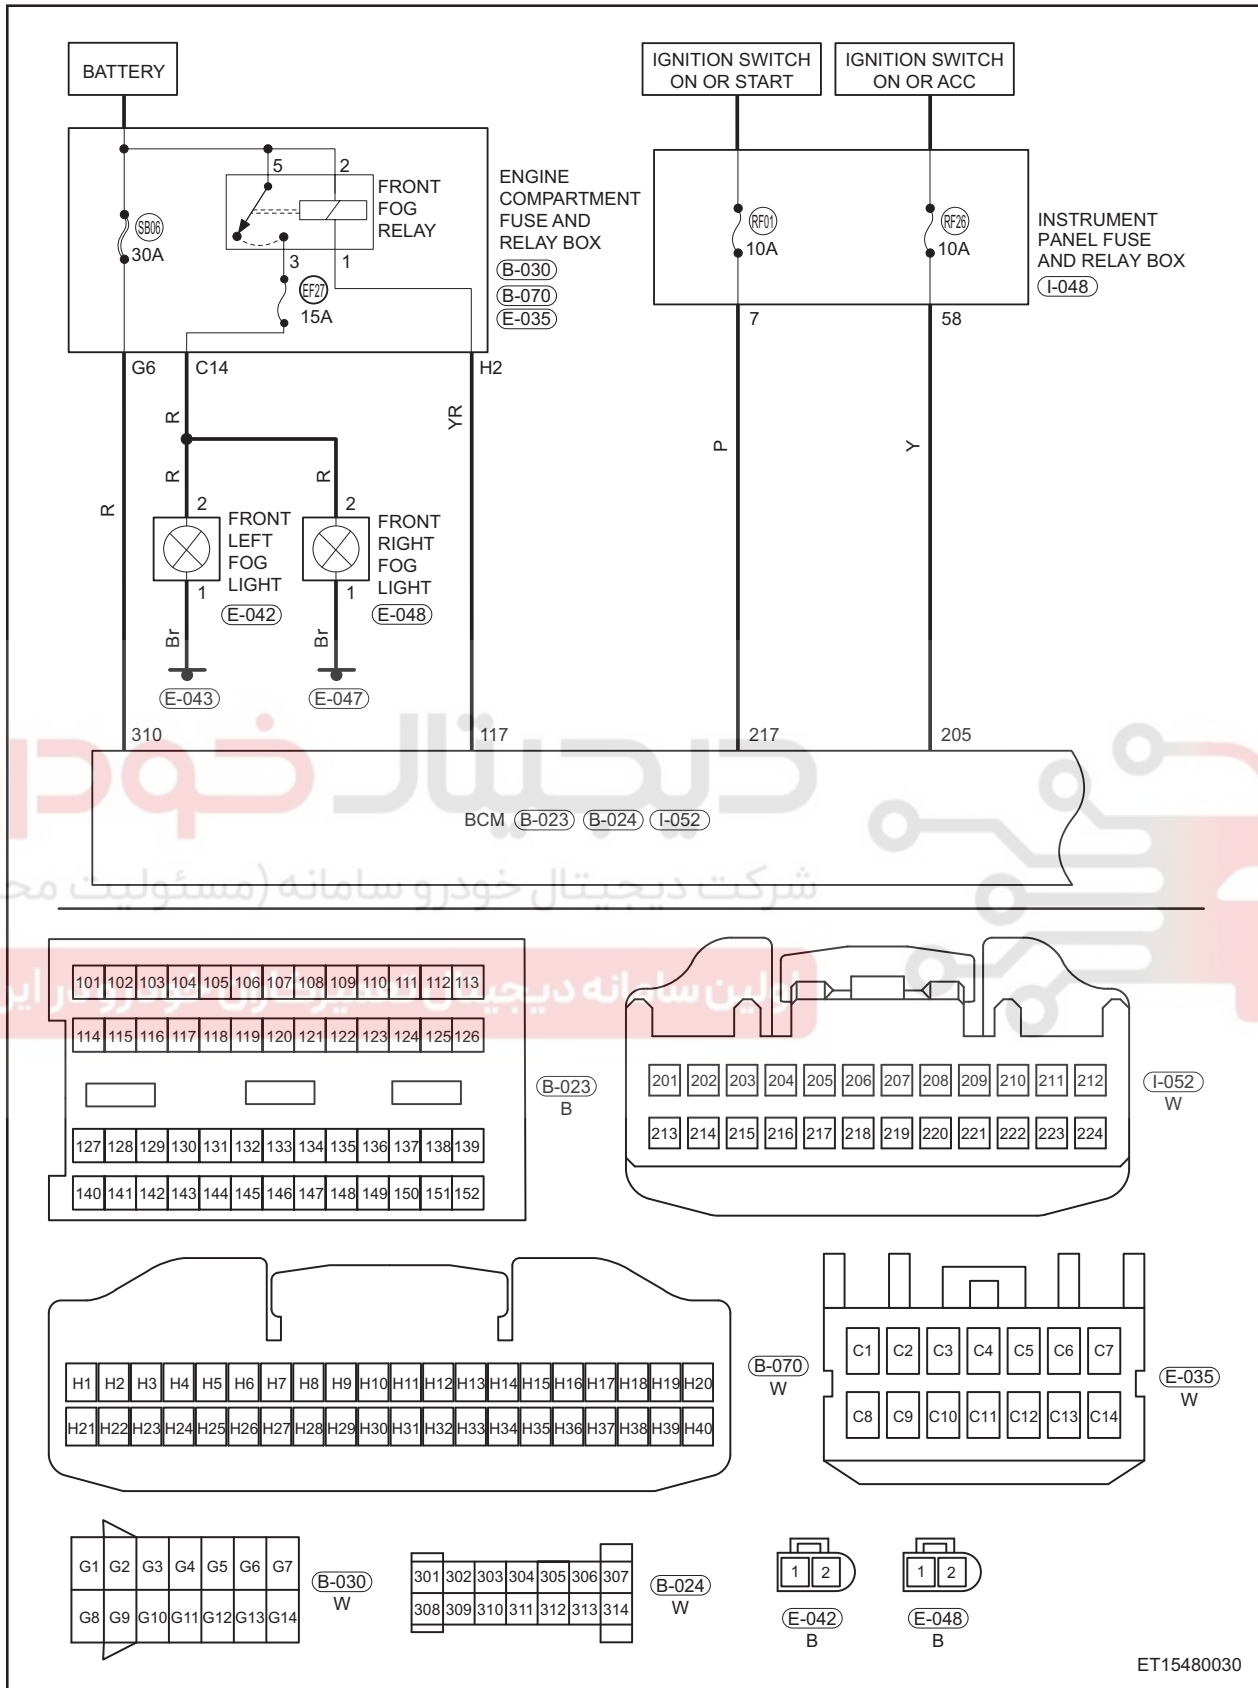 BATTERY
IGNITION SWITCH
ON OR START
IGNITION SWITCH
ON OR ACC
5
2
FRONT
FOG
RELAY
SB06
30A
3
1
EF27
15A
ENGINE
COMPARTMENT
FUSE AND
RELAY BOX
B-030
B-070
E-035
RF01
10A
RF26
10A
INSTRUMENT
PANEL FUSE
AND RELAY BOX
I-048
G6
C14
H2
7
58
R
YR
P
Y
R
R
R
2
FRONT
LEFT
FOG
LIGHT
1
E-042
2
FRONT
RIGHT
FOG
LIGHT
1
E-048
Br
Br
E-043
E-047
310
117
217
205
دیجیتال خودر
BCM B-023 B-024 I-052
شرکت دیجیتال خودرو سامانه (مسئولیت مح
اولین سامانه دیجیتال تعمیرکاران خودرو در این
101 102 103 104 105 106 107 108 109 110 111 112 113
114 115 116 117 118 119 120 121 122 123 124 125 126
127 128 129 130 131 132 133 134 135 136 137 138 139
140 141 142 143 144 145 146 147 148 149 150 151 152
B-023
B
201 202 203 204 205 206 207 208 209 210 211 212
213 214 215 216 217 218 219 220 221 222 223 224
I-052
W
H1 H2 H3 H4 H5 H6 H7 H8 H9 H10 H11 H12 H13 H14 H15 H16 H17 H18 H19 H20
H21 H22 H23 H24 H25 H26 H27 H28 H29 H30 H31 H32 H33 H34 H35 H36 H37 H38 H39 H40
B-070
W
C1 C2 C3 C4 C5 C6 C7
C8 C9 C10 C11 C12 C13 C14
E-035
W
G1 G2 G3 G4 G5 G6 G7
G8 G9 G10 G11 G12 G13 G14
B-030
W
301 302 303 304 305 306 307
308 309 310 311 312 313 314
B-024
W
1 2
E-042
B
1 2
E-048
B
ET15480030